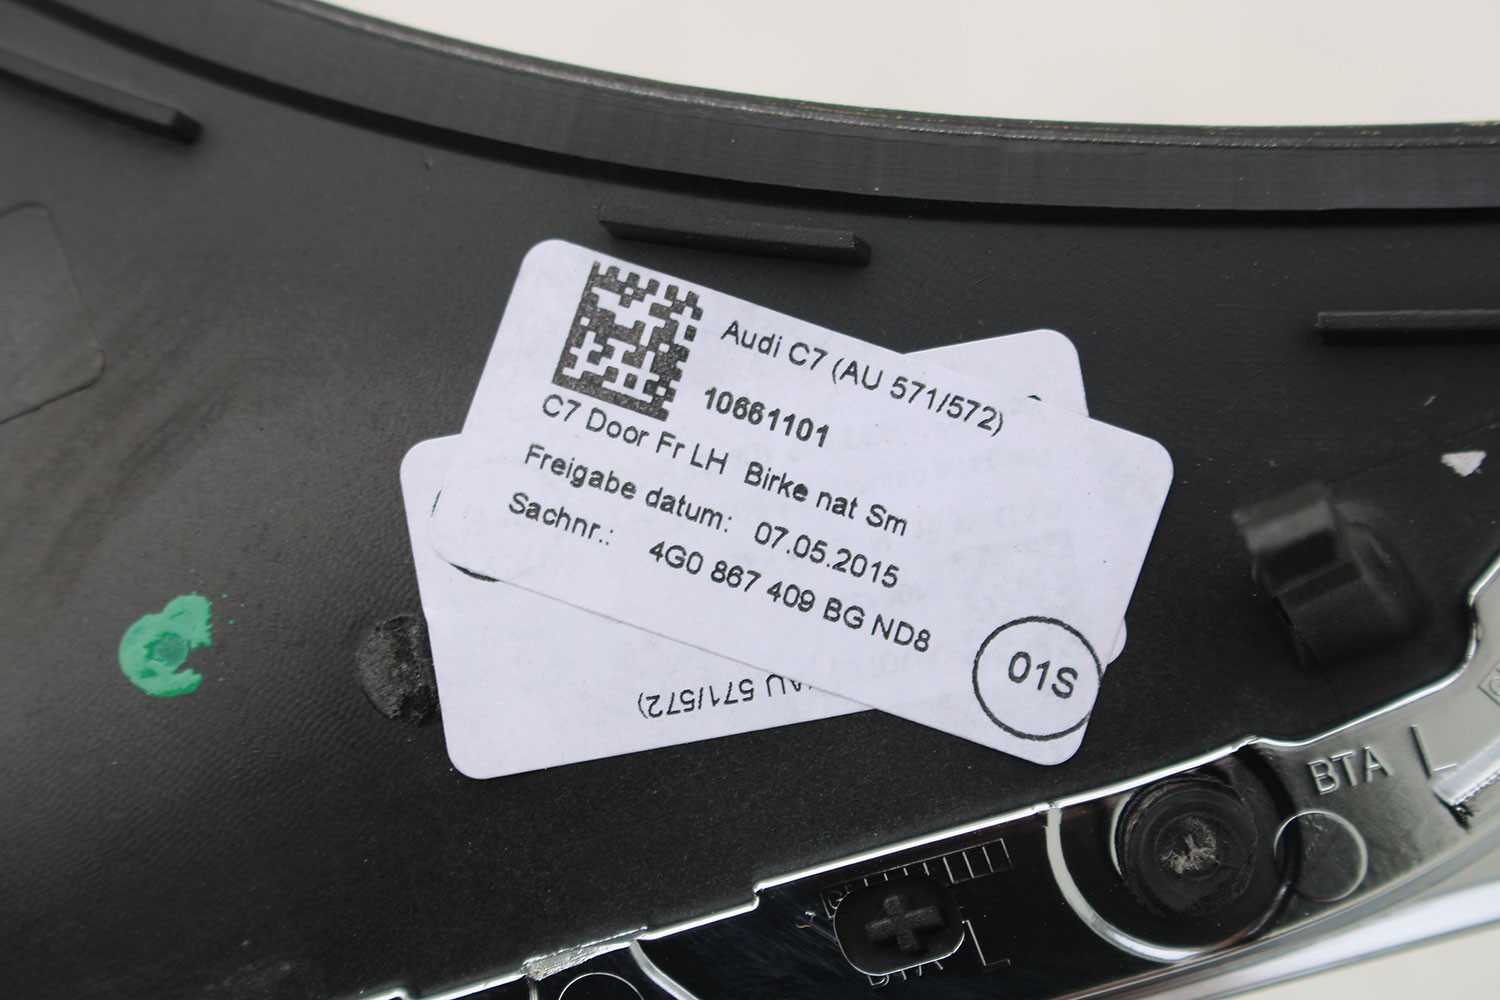 Audi C7 (AU 571/572)
10661101
C7 Door Fr LH Birke nat Sm
Freigabe datum: 07.05.2015
Sachnr.: 4G0 867 409 BG ND8
01S
AU 571/572)
BTA L
BTA L